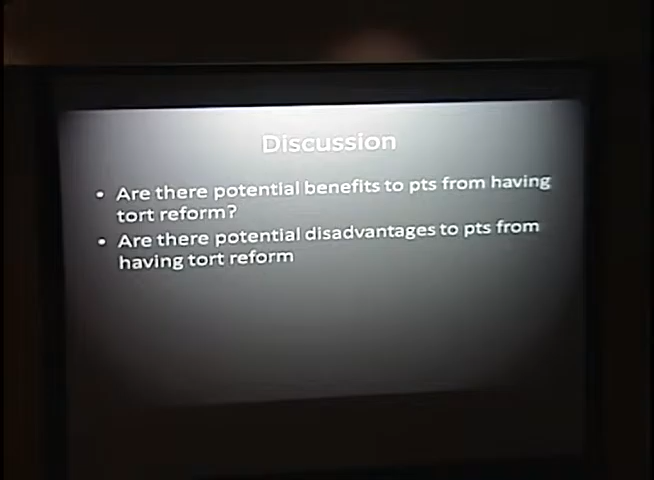 Discussion
• Are there potential benefits to pts from having
tort reform?
• Are there potential disadvantages to pts from
having tort reform